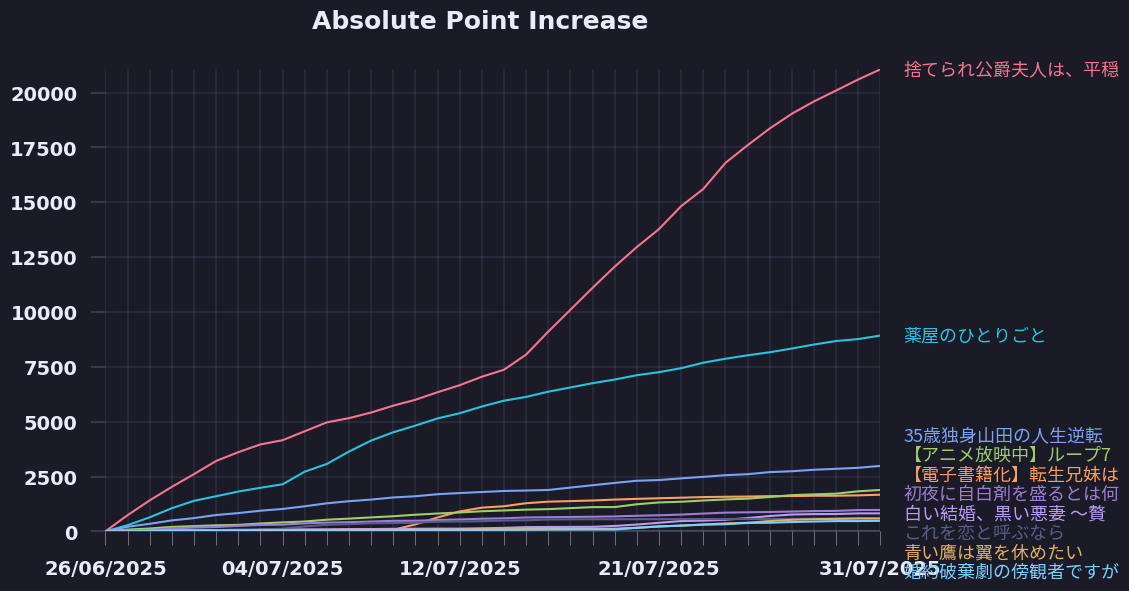 Absolute Point Increase
20000
17500
15000
12500
10000
7500
5000
2500
0
26/06/2025
04/07/2025
12/07/2025
21/07/2025
31/07/2025
捨てられ公爵夫人は、平穏
薬屋のひとりごと
35歳独身山田の人生逆転
【アニメ放映中】ループ7
【電子書籍化】転生兄妹は
初夜に自白剤を盛るとは何
白い結婚、黒い悪妻 〜贅
これを恋と呼ぶなら
青い鷹は翼を休めたい
婚約破棄劇の傍観者ですが